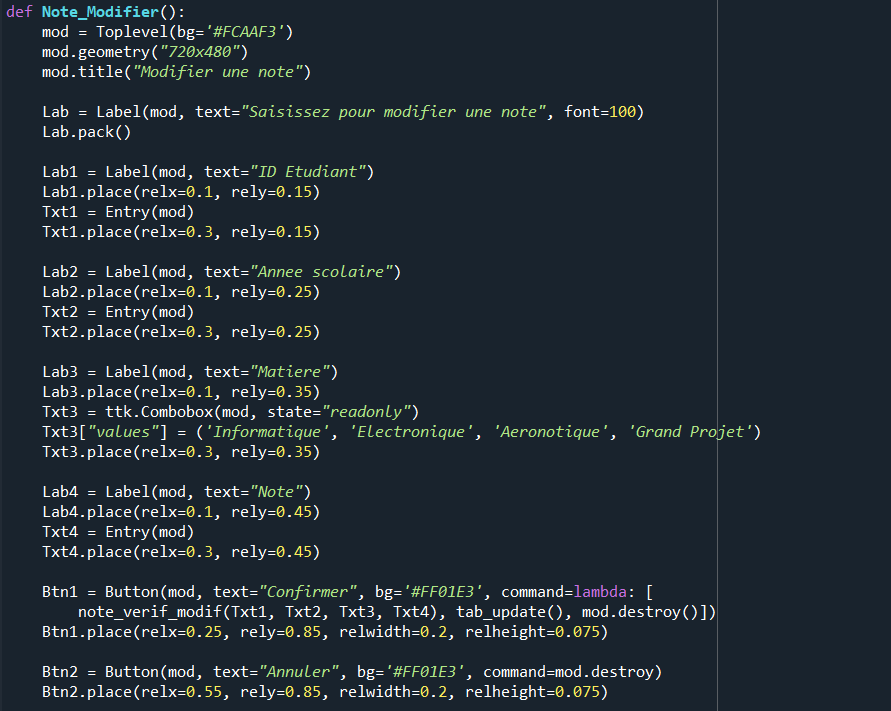 def Note_Modifier():
    mod = Toplevel(bg='#FCAAF3')
    mod.geometry("720x480")
    mod.title("Modifier une note")

    Lab = Label(mod, text="Saisissez pour modifier une note", font=100)
    Lab.pack()

    Lab1 = Label(mod, text="ID Etudiant")
    Lab1.place(relx=0.1, rely=0.15)
    Txt1 = Entry(mod)
    Txt1.place(relx=0.3, rely=0.15)

    Lab2 = Label(mod, text="Annee scolaire")
    Lab2.place(relx=0.1, rely=0.25)
    Txt2 = Entry(mod)
    Txt2.place(relx=0.3, rely=0.25)

    Lab3 = Label(mod, text="Matiere")
    Lab3.place(relx=0.1, rely=0.35)
    Txt3 = ttk.Combobox(mod, state="readonly")
    Txt3["values"] = ('Informatique', 'Electronique', 'Aeronotique', 'Grand Projet')
    Txt3.place(relx=0.3, rely=0.35)

    Lab4 = Label(mod, text="Note")
    Lab4.place(relx=0.1, rely=0.45)
    Txt4 = Entry(mod)
    Txt4.place(relx=0.3, rely=0.45)

    Btn1 = Button(mod, text="Confirmer", bg='#FF01E3', command=lambda: [
        note_verif_modif(Txt1, Txt2, Txt3, Txt4), tab_update(), mod.destroy()])
    Btn1.place(relx=0.25, rely=0.85, relwidth=0.2, relheight=0.075)

    Btn2 = Button(mod, text="Annuler", bg='#FF01E3', command=mod.destroy)
    Btn2.place(relx=0.55, rely=0.85, relwidth=0.2, relheight=0.075)